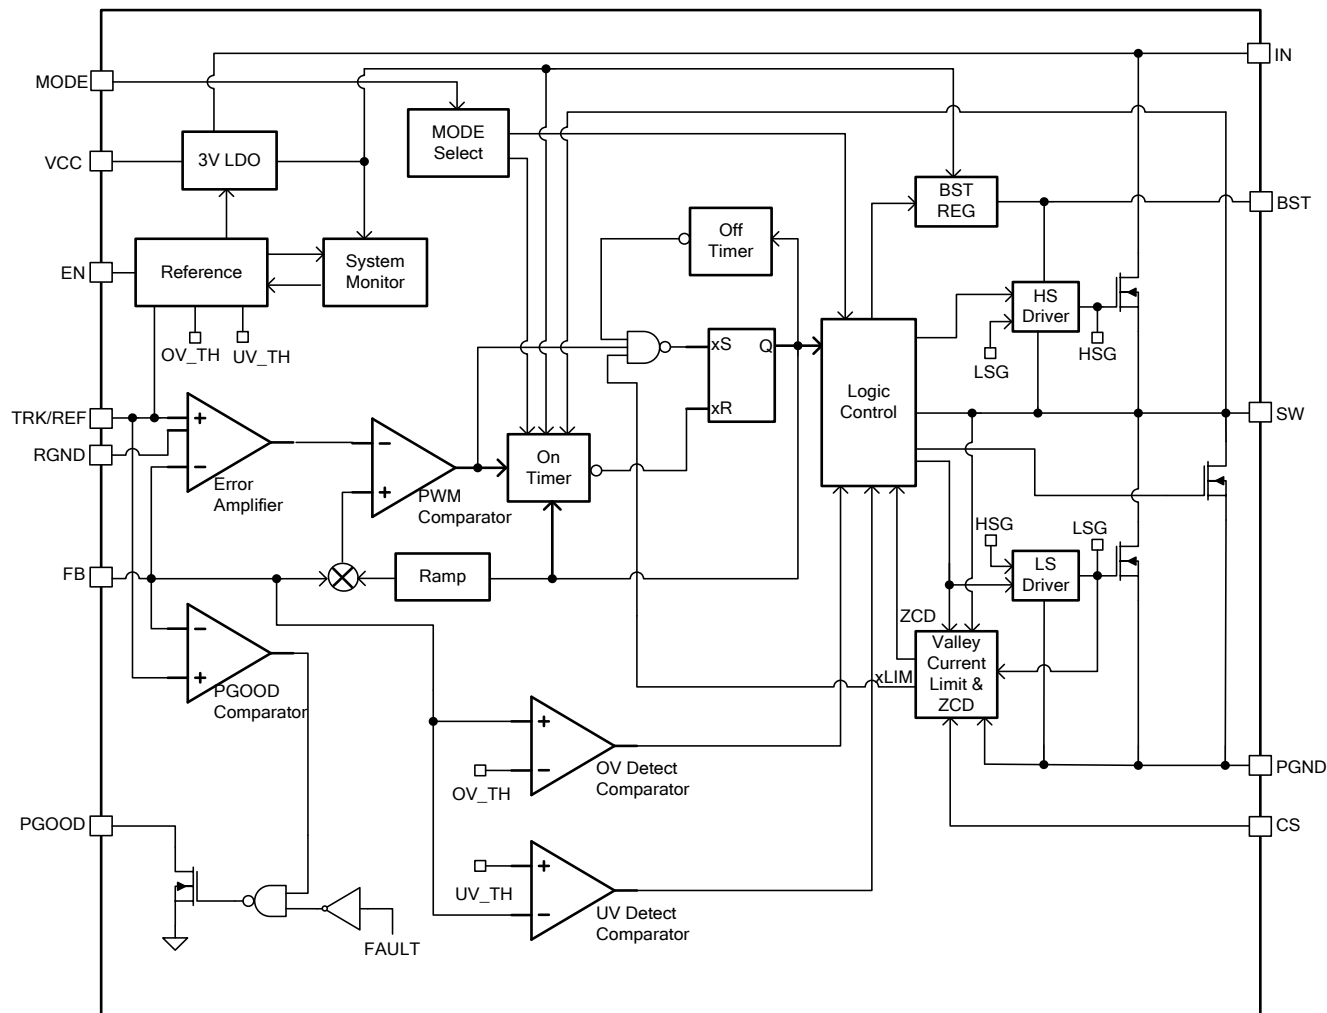 IN
MODE
MODE
Select
VCC
3V LDO
BST
REG
BST
Off
Timer
EN
Reference
System
Monitor
HS
Driver
OV_TH
UV_TH
LSG
HSG
xS
Q
xR
Logic
Control
TRK/REF
RGND
SW
Error
Amplifier
PWM
Comparator
On
Timer
HSG
LSG
FB
Ramp
LS
Driver
ZCD
xLIM
Valley
Current
Limit &
ZCD
PGOOD
Comparator
OV_TH
OV Detect
Comparator
PGND
PGOOD
CS
UV_TH
UV Detect
Comparator
FAULT